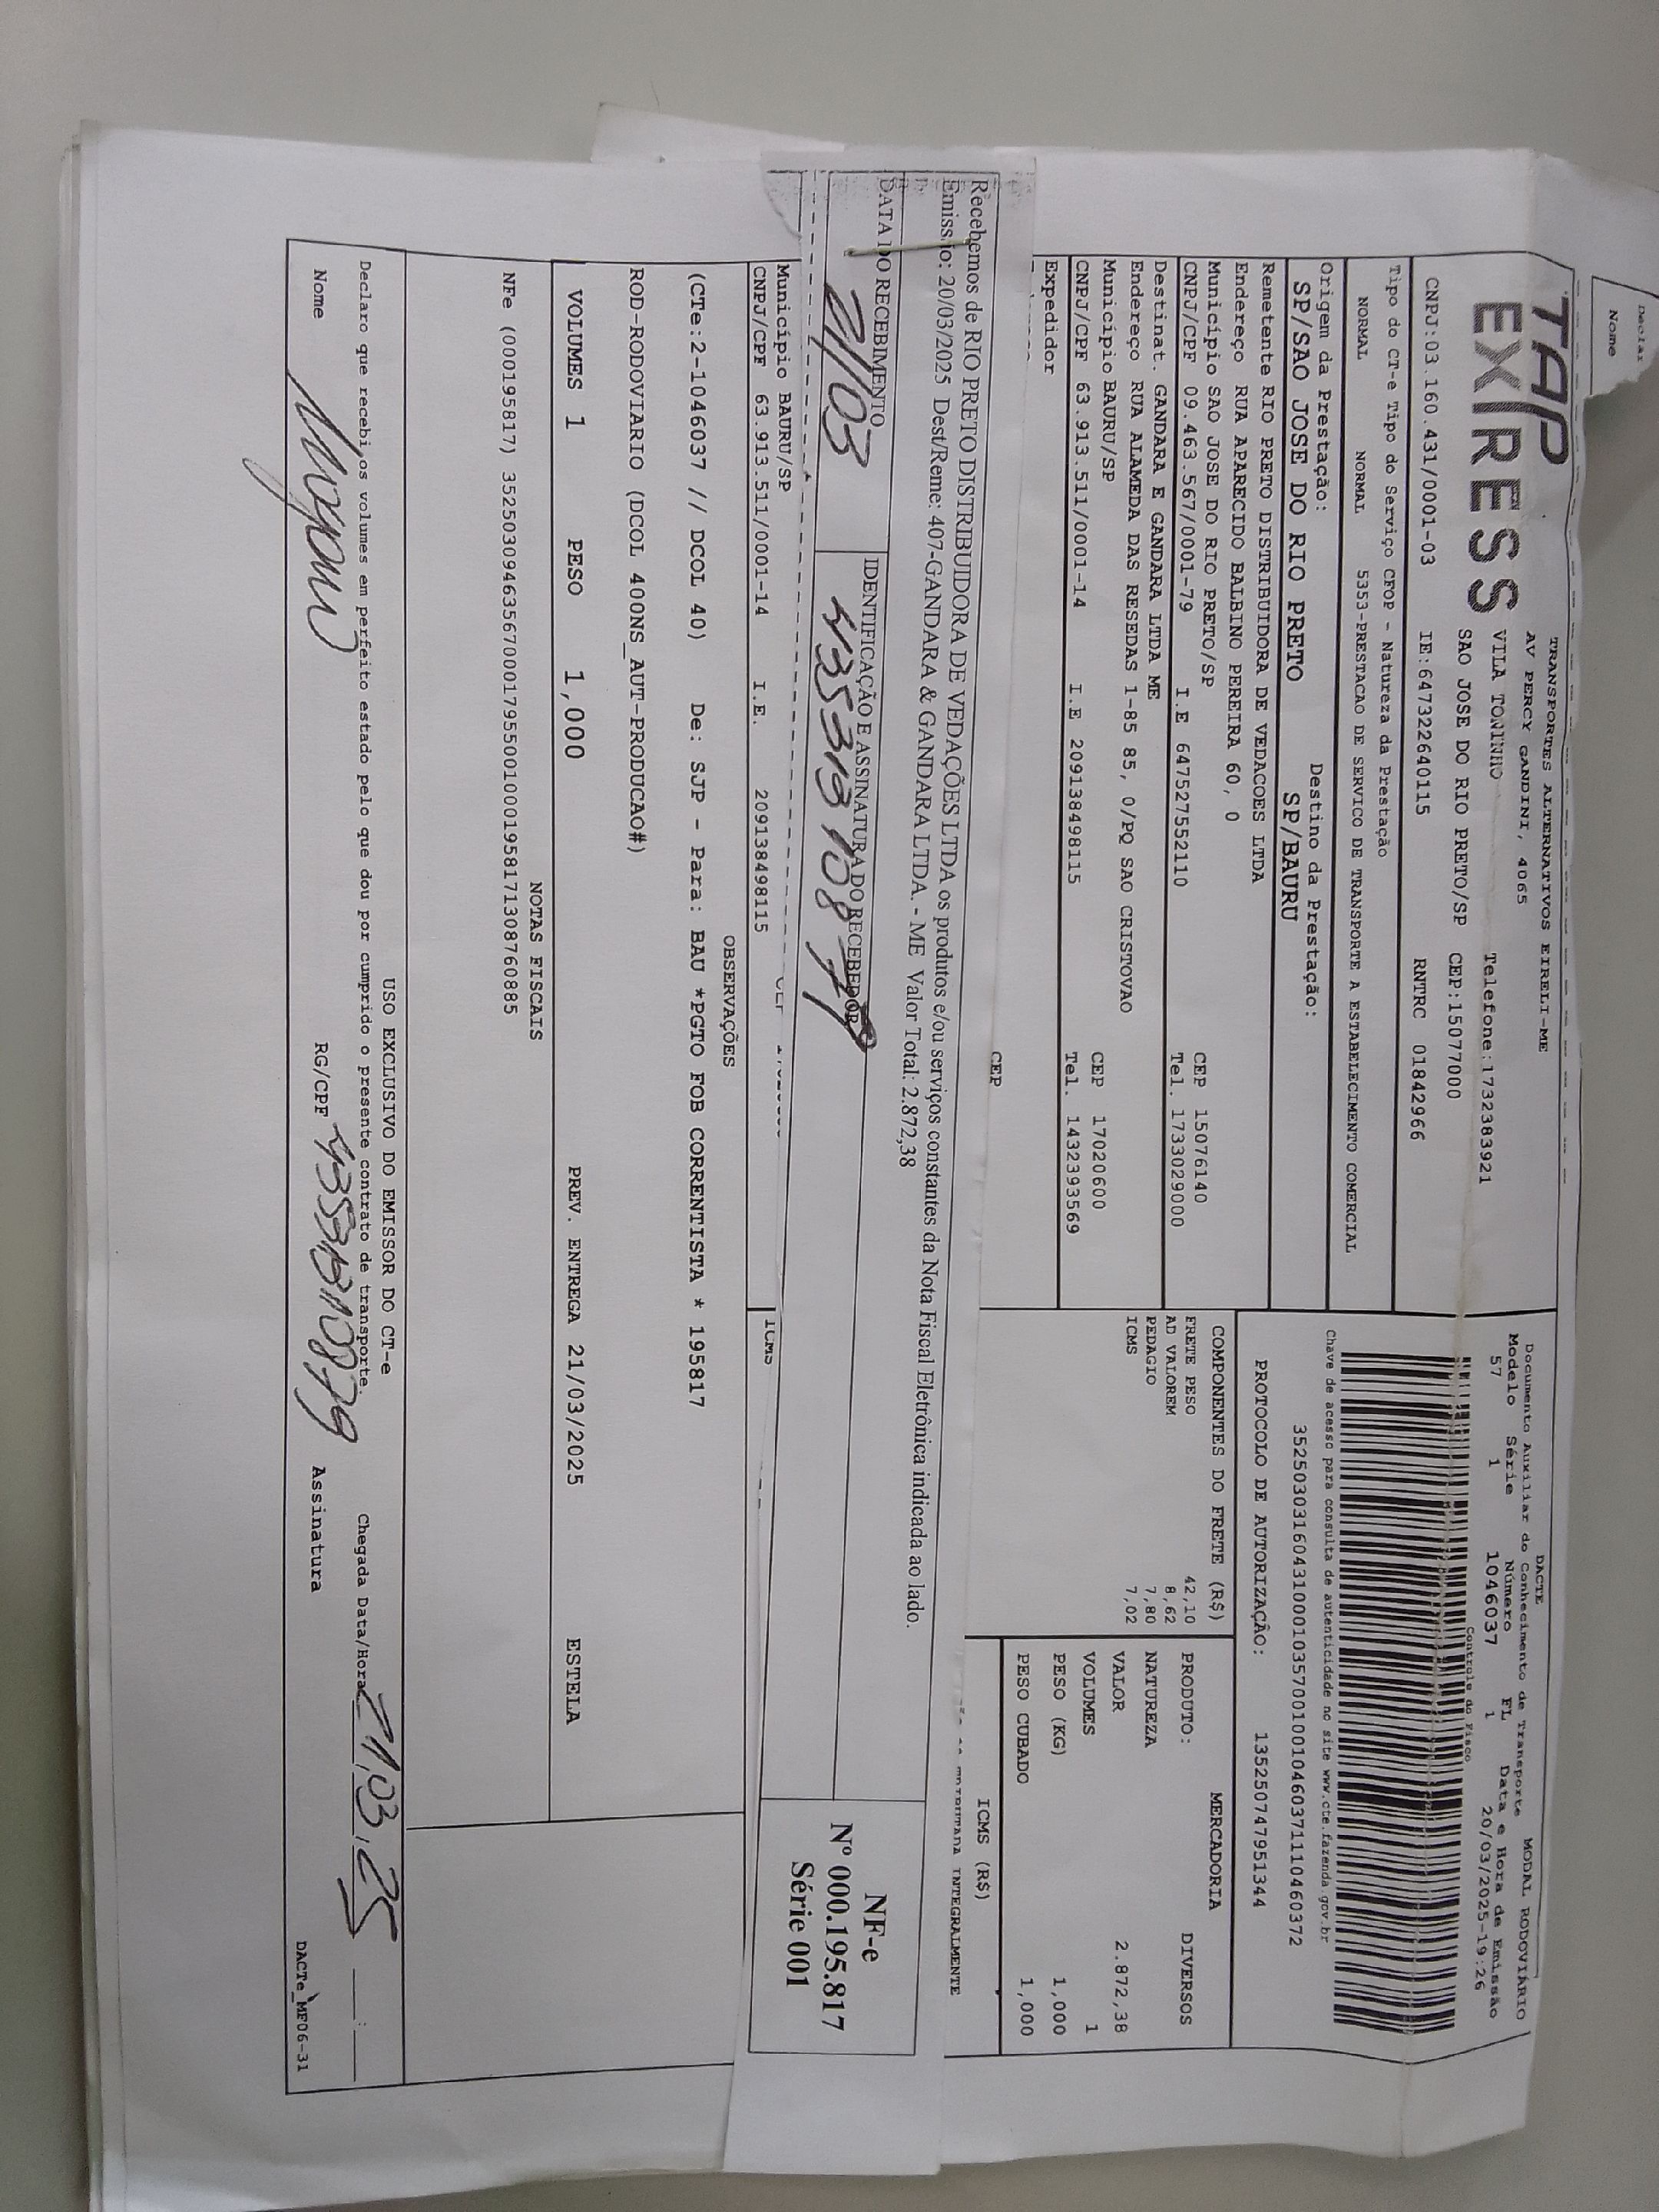 Declar
Nome
TAP
EXPRESS
TRANSPORTES ALTERNATIVOS EIRELI-ME
AV PERCY GANDINI, 4065
VILA TONINHO Telefone:1732383921
SAO JOSE DO RIO PRETO/SP CEP:15077000
CNPJ:03.160.431/0001-03 IE:647322640115 RNTRC 01842966
DACTE
Documento Auxiliar do Conhecimento de Transporte MODAL RODOVIÁRIO
Modelo Série Número FL Data e Hora de Emissão
57 1 1046037 1 20/03/2025-19:26
Controle do Fisco
Tipo do CT-e Tipo do Serviço CFOP - Natureza da Prestação
NORMAL NORMAL 5353-PRESTACAO DE SERVICO DE TRANSPORTE A ESTABELECIMENTO COMERCIAL
Chave de acesso para consulta de autenticidade no site www.cte.fazenda.gov.br
35250303160431000103570010010460371110460372
Origem da Prestação: Destino da Prestação:
SP/SAO JOSE DO RIO PRETO SP/BAURU
PROTOCOLO DE AUTORIZAÇÃO: 135250747951344
Remetente RIO PRETO DISTRIBUIDORA DE VEDACOES LTDA
Endereço RUA APARECIDO BALBINO PEREIRA 60, 0
Município SAO JOSE DO RIO PRETO/SP CEP 15076140
CNPJ/CPF 09.463.567/0001-79 I.E 647527552110 Tel. 1733029000
Destinat. GANDARA E GANDARA LTDA ME
Endereço RUA ALAMEDA DAS RESEDAS 1-85 85, 0/PQ SAO CRISTOVAO
Município BAURU/SP CEP 17020600
CNPJ/CPF 63.913.511/0001-14 I.E 209138498115 Tel. 1432393569
Expedidor
CEP
COMPONENTES DO FRETE (R$)
FRETE PESO 42,10
AD VALOREM 8,62
PEDAGIO 7,80
ICMS 7,02
MERCADORIA
PRODUTO: DIVERSOS
NATUREZA
VALOR 2.872,38
VOLUMES 1
PESO (KG) 1,000
PESO CUBADO 1,000
ICMS (R$)
TRIBUTADA INTEGRALMENTE
Recebemos de RIO PRETO DISTRIBUIDORA DE VEDAÇÕES LTDA os produtos e/ou serviços constantes da Nota Fiscal Eletrônica indicada ao lado.
Emissão: 20/03/2025 Dest/Reme: 407-GANDARA & GANDARA LTDA. - ME Valor Total: 2.872,38
DATA DO RECEBIMENTO IDENTIFICAÇÃO E ASSINATURA DO RECEBEDOR
21/03 435313108 79
NF-e
Nº 000.195.817
Série 001
Município BAURU/SP
CNPJ/CPF 63.913.511/0001-14 I.E. 209138498115
ICMS
OBSERVAÇÕES
(CTe:2-1046037 // DCOL 40) De: SJP - Para: BAU *PGTO FOB CORRENTISTA * 195817
ROD-RODOVIARIO (DCOL 400NS_AUT-PRODUCAO#)
VOLUMES 1 PESO 1,000 PREV. ENTREGA 21/03/2025 ESTELA
NOTAS FISCAIS
NFe (000195817) 35250309463567000179550010001958171308760885
USO EXCLUSIVO DO EMISSOR DO CT-e
Declaro que recebi os volumes em perfeito estado pelo que dou por cumprido o presente contrato de transporte. Chegada Data/Hora 21,03,25
Nome RG/CPF 43531310879 Assinatura
DACTe_MF06-31